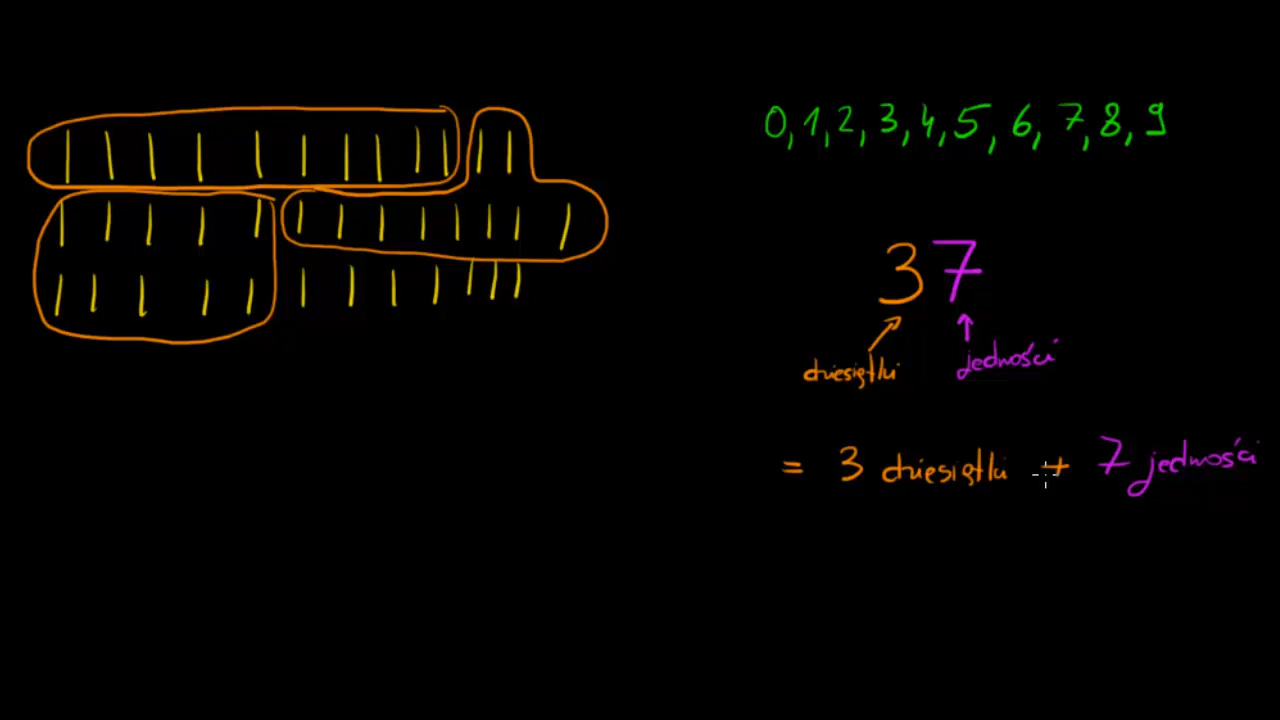 0, 1, 2, 3, 4, 5, 6, 7, 8, 9
37
dziesiątki jedności
= 3 dziesiątki + 7 jedności